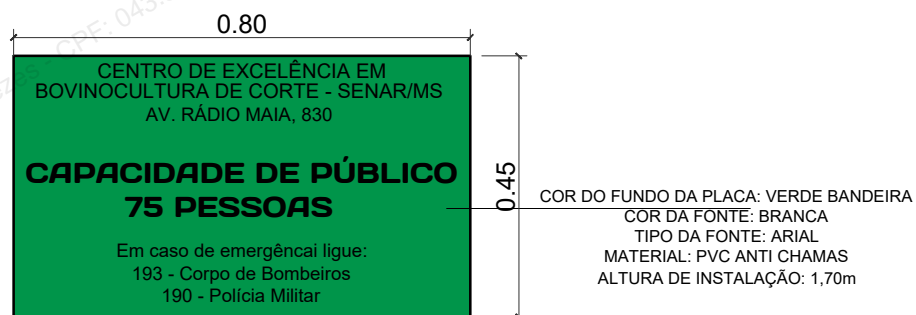 0.80
CENTRO DE EXCELÊNCIA EM
BOVINOCULTURA DE CORTE - SENAR/MS
AV. RÁDIO MAIA, 830
CAPACIDADE DE PÚBLICO
75 PESSOAS
Em caso de emergêncai ligue:
193 - Corpo de Bombeiros
190 - Polícia Militar
0.45
COR DO FUNDO DA PLACA: VERDE BANDEIRA
COR DA FONTE: BRANCA
TIPO DA FONTE: ARIAL
MATERIAL: PVC ANTI CHAMAS
ALTURA DE INSTALAÇÃO: 1,70m
- CPF: 043.